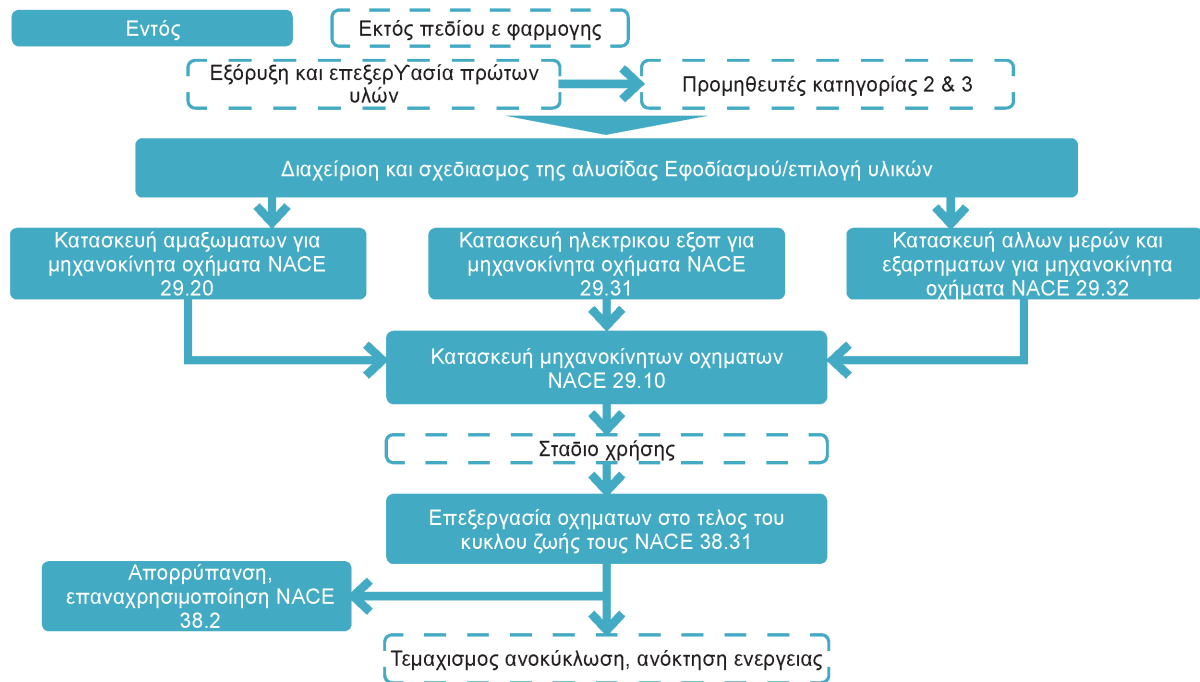 Εντός
Εκτός πεδίου ε φαρμογης
Εξόρυξη και επεξερϒασία πρώτων
υλών
Προμηθευτές κατηγορίας 2 & 3
Διαχείριση και σχεδιασμος της αλυσίδας Εφοδίασμού/επιλογή υλικών
Κατασκευή αμαξωματων για
μηχανοκίνητα οχήματα NACE
29.20
Κατασκευή ηλεκτρικου εξοπ για
μηχανοκίνητα οχήματα NACE
29.31
Κατασκευή αλλων μερών και
εξαρτηματων για μηχανοκίνητα
οχήματα NACE 29.32
Κατασκευή μηχανοκίνητων οχηματων
NACE 29.10
Σταδιο χρήσης
Επεξεργασία οχηματων στο τελος του
κυκλου ζωής τους NACE 38.31
Απορρύπανση,
επαναχρησιμοποίηση NACE
38.2
Τεμαχισμος ανοκύκλωση, ανόκτηση ενεργειας